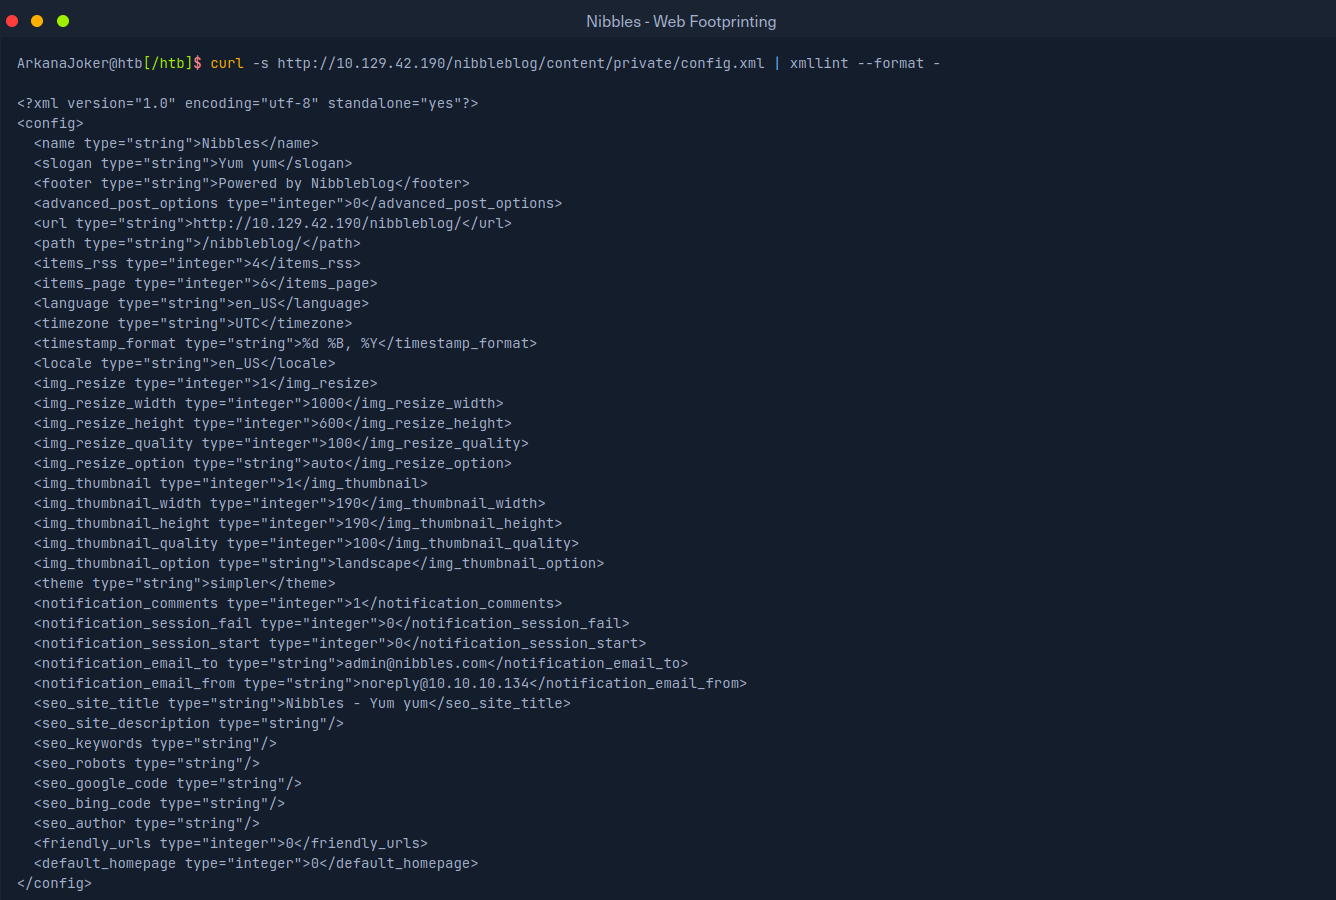 Nibbles - Web Footprinting
ArkanaJoker@htb[/htb]$ curl -s http://10.129.42.190/nibbleblog/content/private/config.xml | xmllint --format -
<?xml version="1.0" encoding="utf-8" standalone="yes"?>
<config>
  <name type="string">Nibbles</name>
  <slogan type="string">Yum yum</slogan>
  <footer type="string">Powered by Nibbleblog</footer>
  <advanced_post_options type="integer">0</advanced_post_options>
  <url type="string">http://10.129.42.190/nibbleblog/</url>
  <path type="string">/nibbleblog/</path>
  <items_rss type="integer">4</items_rss>
  <items_page type="integer">6</items_page>
  <language type="string">en_US</language>
  <timezone type="string">UTC</timezone>
  <timestamp_format type="string">%d %B, %Y</timestamp_format>
  <locale type="string">en_US</locale>
  <img_resize type="integer">1</img_resize>
  <img_resize_width type="integer">1000</img_resize_width>
  <img_resize_height type="integer">600</img_resize_height>
  <img_resize_quality type="integer">100</img_resize_quality>
  <img_resize_option type="string">auto</img_resize_option>
  <img_thumbnail type="integer">1</img_thumbnail>
  <img_thumbnail_width type="integer">190</img_thumbnail_width>
  <img_thumbnail_height type="integer">190</img_thumbnail_height>
  <img_thumbnail_quality type="integer">100</img_thumbnail_quality>
  <img_thumbnail_option type="string">landscape</img_thumbnail_option>
  <theme type="string">simpler</theme>
  <notification_comments type="integer">1</notification_comments>
  <notification_session_fail type="integer">0</notification_session_fail>
  <notification_session_start type="integer">0</notification_session_start>
  <notification_email_to type="string">admin@nibbles.com</notification_email_to>
  <notification_email_from type="string">noreply@10.10.10.134</notification_email_from>
  <seo_site_title type="string">Nibbles - Yum yum</seo_site_title>
  <seo_site_description type="string"/>
  <seo_keywords type="string"/>
  <seo_robots type="string"/>
  <seo_google_code type="string"/>
  <seo_bing_code type="string"/>
  <seo_author type="string"/>
  <friendly_urls type="integer">0</friendly_urls>
  <default_homepage type="integer">0</default_homepage>
</config>